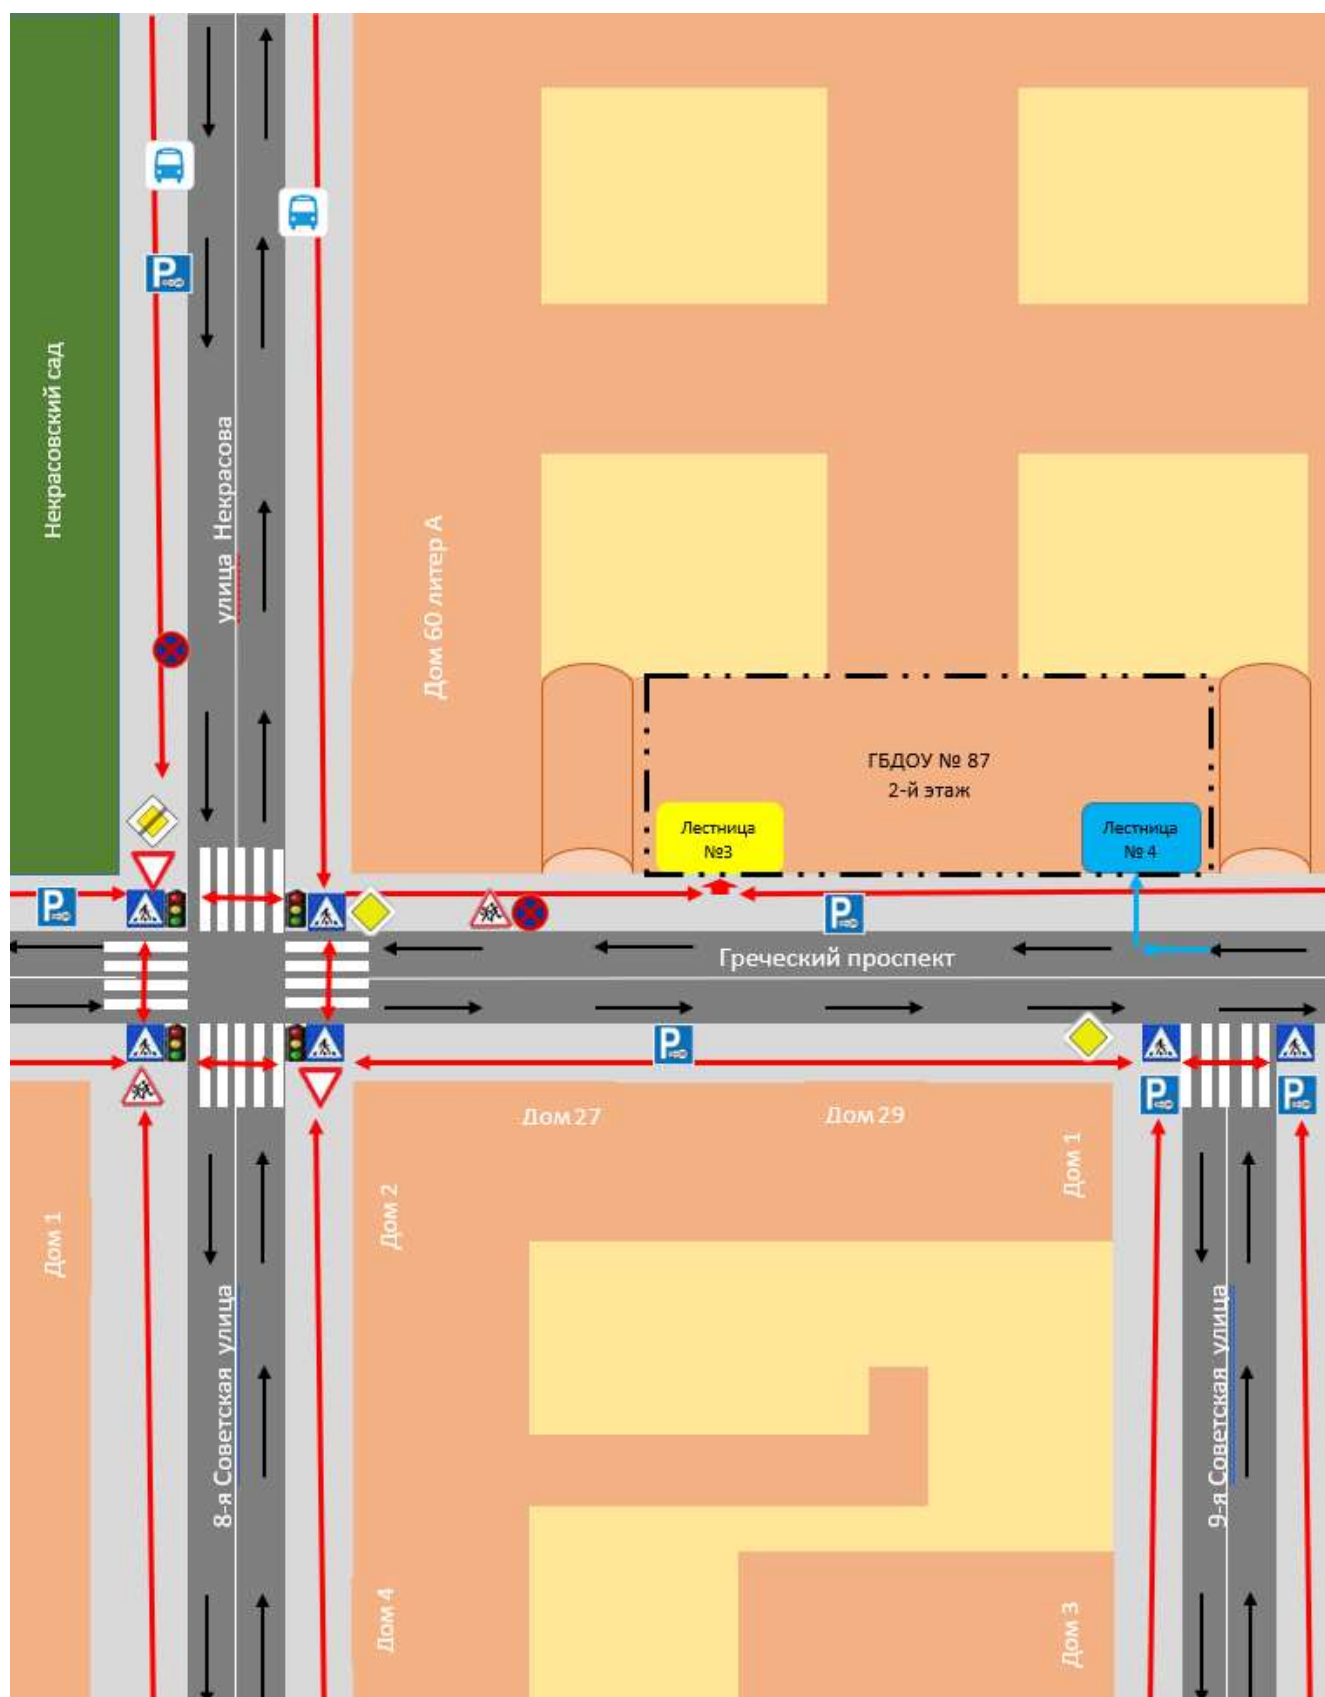 Некрасовский сад
улица Некрасова
Дом 60 литер А
ГБДОУ № 87
2-й этаж
Лестница
№3
Лестница
№ 4
P
P
P
Греческий проспект
P
P
P
Дом 27
Дом 29
Дом 1
Дом 2
Дом 1
8-я Советская улица
9-я Советская улица
Дом 4
Дом 3